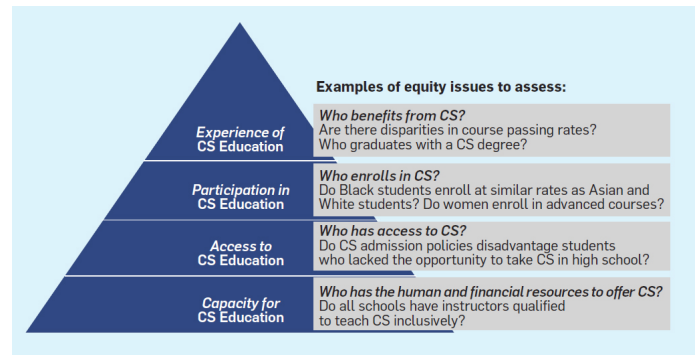 Examples of equity issues to assess:
Experience of
CS Education
Who benefits from CS?
Are there disparities in course passing rates?
Who graduates with a CS degree?
Participation in
CS Education
Who enrolls in CS?
Do Black students enroll at similar rates as Asian and
White students? Do women enroll in advanced courses?
Access to
CS Education
Who has access to CS?
Do CS admission policies disadvantage students
who lacked the opportunity to take CS in high school?
Capacity for
CS Education
Who has the human and financial resources to offer CS?
Do all schools have instructors qualified
to teach CS inclusively?